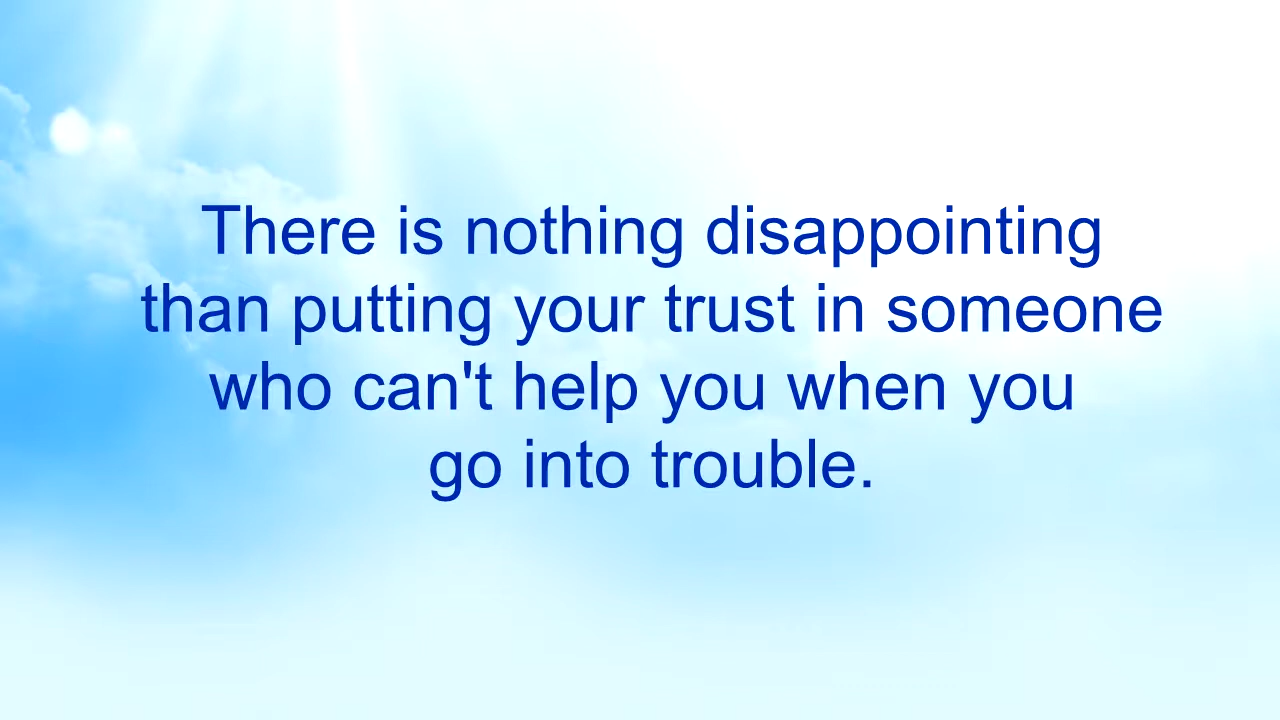 There is nothing disappointing
than putting your trust in someone
who can't help you when you
go into trouble.